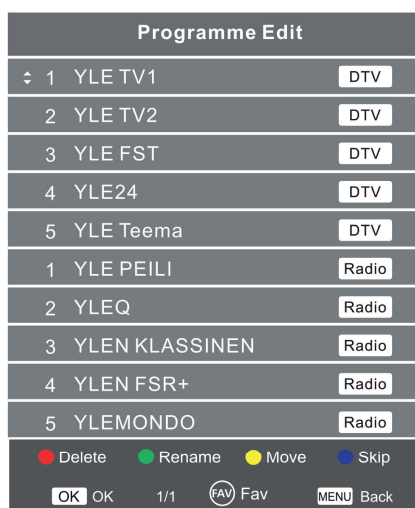 Programme Edit
1 YLE TV1 DTV
2 YLE TV2 DTV
3 YLE FST DTV
4 YLE24 DTV
5 YLE Teema DTV
1 YLE PEILI Radio
2 YLEQ Radio
3 YLEN KLASSINEN Radio
4 YLEN FSR+ Radio
5 YLEMONDO Radio
Delete Rename Move Skip
OK OK 1/1 FAV Fav MENU Back